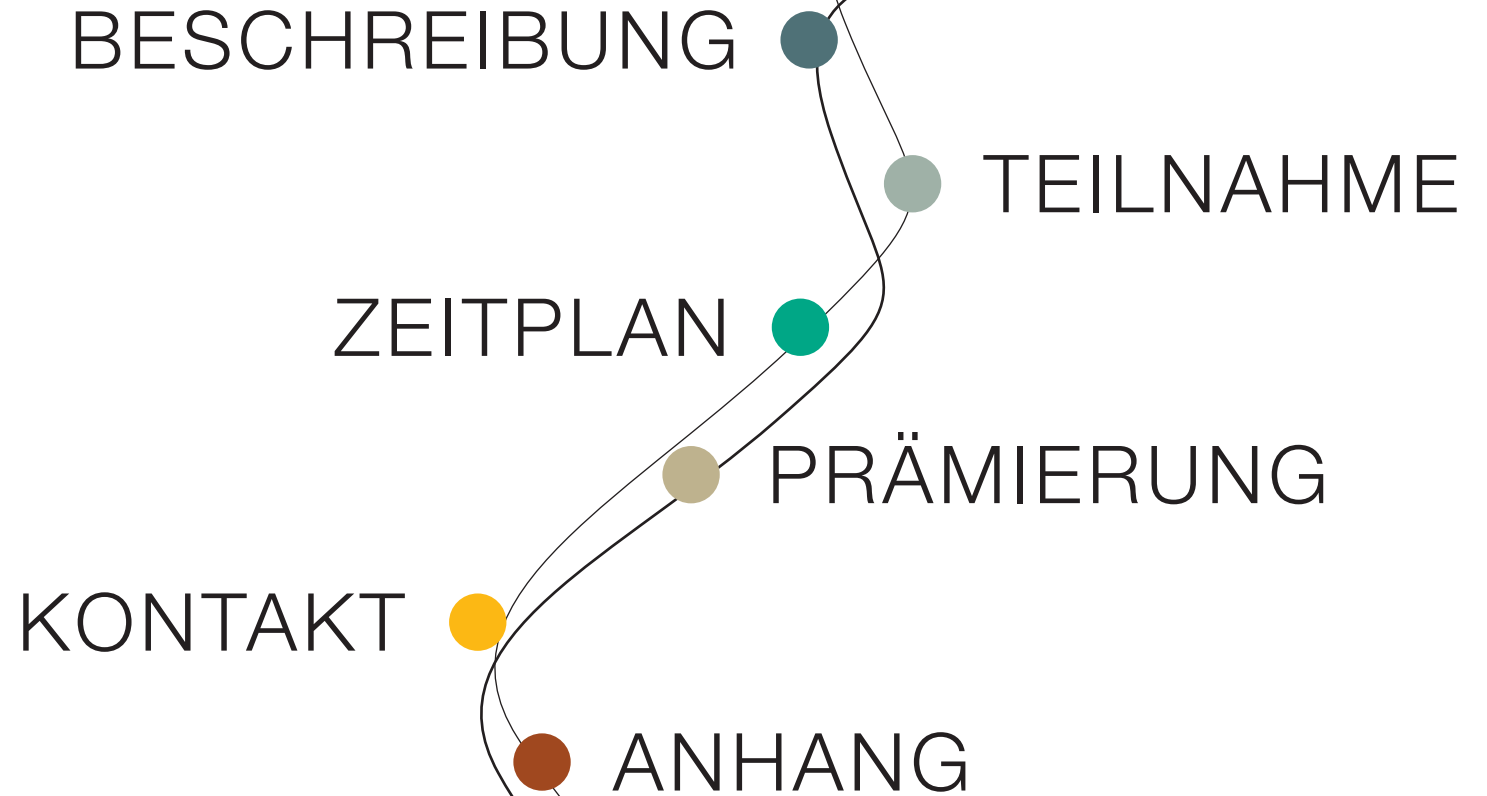 BESCHREIBUNG
TEILNAHME
ZEITPLAN
PRÄMIERUNG
KONTAKT
ANHANG